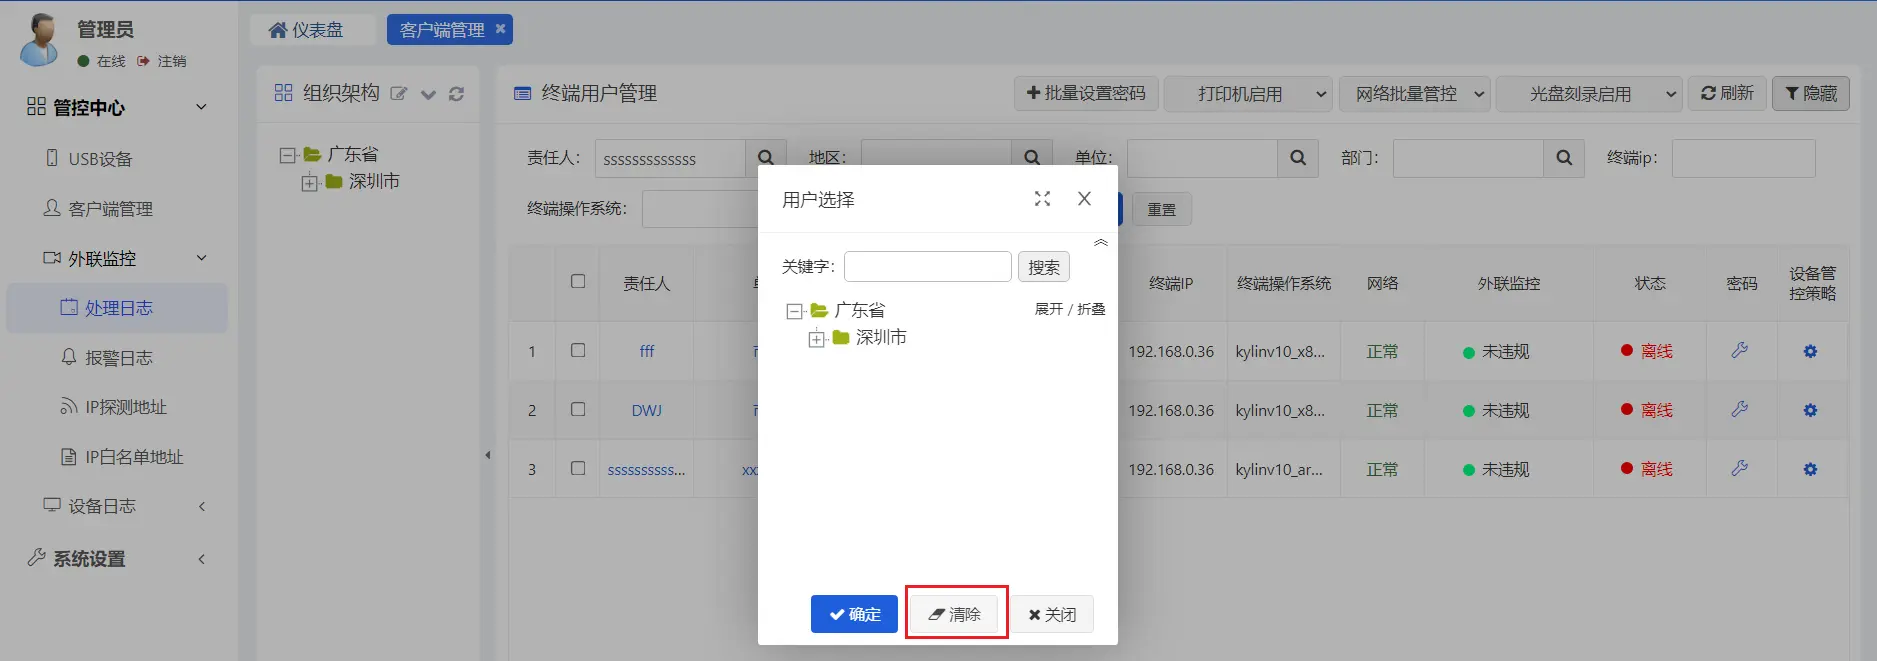 管理员
在线 注销
管控中心
USB设备
客户端管理
外联监控
处理日志
报警日志
IP探测地址
IP白名单地址
设备日志
系统设置
仪表盘 客户端管理
组织架构
广东省
深圳市
终端用户管理 批量设置密码 打印机启用 网络批量管控 光盘刻录启用 刷新 隐藏
责任人： sssssssssssss 地区： 单位： 部门： 终端ip：
终端操作系统： 重置
责任人 终端IP 终端操作系统 网络 外联监控 状态 密码 设备管
控策略
1 fff 192.168.0.36 kylinv10_x8... 正常 未违规 离线
2 DWJ 192.168.0.36 kylinv10_x8... 正常 未违规 离线
3 ssssssssss... 192.168.0.36 kylinv10_ar... 正常 未违规 离线
用户选择
关键字： 搜索
广东省 展开 / 折叠
深圳市
确定 清除 关闭